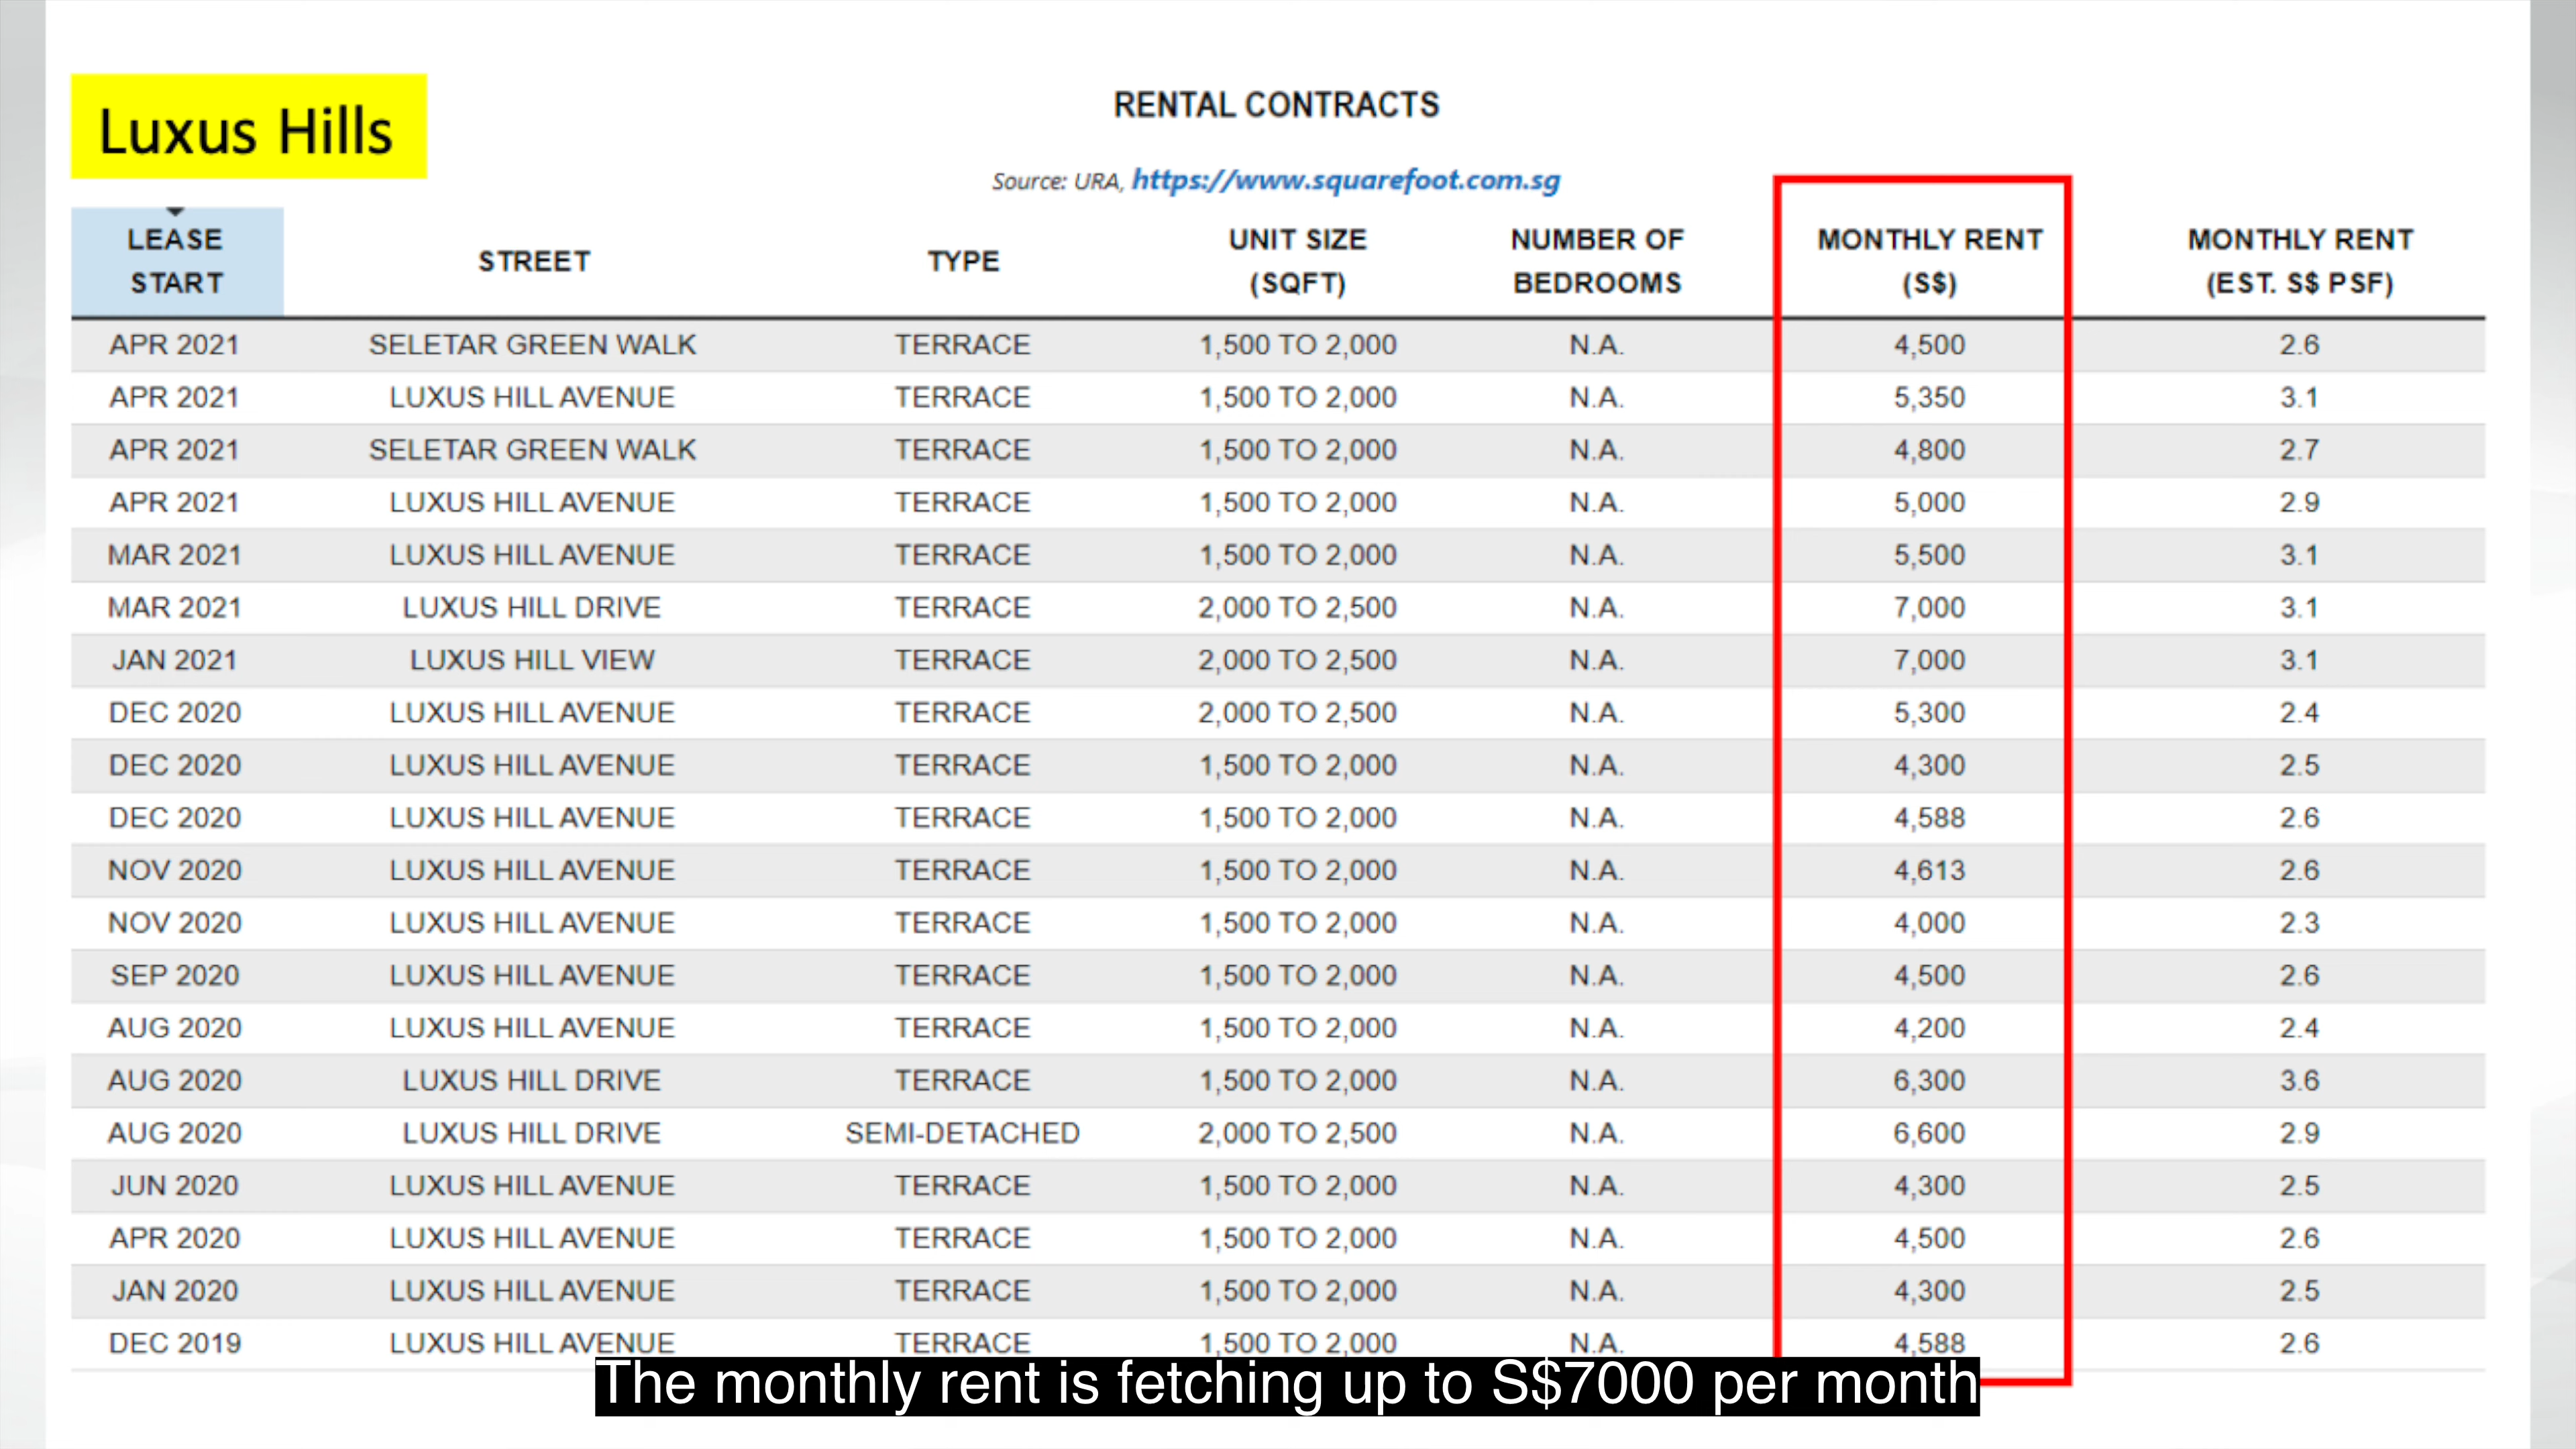 Luxus Hills
RENTAL CONTRACTS
Source: URA, https://www.squarefoot.com.sg
LEASE START STREET TYPE UNIT SIZE (SQFT) NUMBER OF BEDROOMS MONTHLY RENT (S$) MONTHLY RENT (EST. S$ PSF)
APR 2021 SELETAR GREEN WALK TERRACE 1,500 TO 2,000 N.A. 4,500 2.6
APR 2021 LUXUS HILL AVENUE TERRACE 1,500 TO 2,000 N.A. 5,350 3.1
APR 2021 SELETAR GREEN WALK TERRACE 1,500 TO 2,000 N.A. 4,800 2.7
APR 2021 LUXUS HILL AVENUE TERRACE 1,500 TO 2,000 N.A. 5,000 2.9
MAR 2021 LUXUS HILL AVENUE TERRACE 1,500 TO 2,000 N.A. 5,500 3.1
MAR 2021 LUXUS HILL DRIVE TERRACE 2,000 TO 2,500 N.A. 7,000 3.1
JAN 2021 LUXUS HILL VIEW TERRACE 2,000 TO 2,500 N.A. 7,000 3.1
DEC 2020 LUXUS HILL AVENUE TERRACE 2,000 TO 2,500 N.A. 5,300 2.4
DEC 2020 LUXUS HILL AVENUE TERRACE 1,500 TO 2,000 N.A. 4,300 2.5
DEC 2020 LUXUS HILL AVENUE TERRACE 1,500 TO 2,000 N.A. 4,588 2.6
NOV 2020 LUXUS HILL AVENUE TERRACE 1,500 TO 2,000 N.A. 4,613 2.6
NOV 2020 LUXUS HILL AVENUE TERRACE 1,500 TO 2,000 N.A. 4,000 2.3
SEP 2020 LUXUS HILL AVENUE TERRACE 1,500 TO 2,000 N.A. 4,500 2.6
AUG 2020 LUXUS HILL AVENUE TERRACE 1,500 TO 2,000 N.A. 4,200 2.4
AUG 2020 LUXUS HILL DRIVE TERRACE 1,500 TO 2,000 N.A. 6,300 3.6
AUG 2020 LUXUS HILL DRIVE SEMI-DETACHED 2,000 TO 2,500 N.A. 6,600 2.9
JUN 2020 LUXUS HILL AVENUE TERRACE 1,500 TO 2,000 N.A. 4,300 2.5
APR 2020 LUXUS HILL AVENUE TERRACE 1,500 TO 2,000 N.A. 4,500 2.6
JAN 2020 LUXUS HILL AVENUE TERRACE 1,500 TO 2,000 N.A. 4,300 2.5
DEC 2019 LUXUS HILL AVENUE TERRACE 1,500 TO 2,000 N.A. 4,588 2.6
The monthly rent is fetching up to S$7000 per month